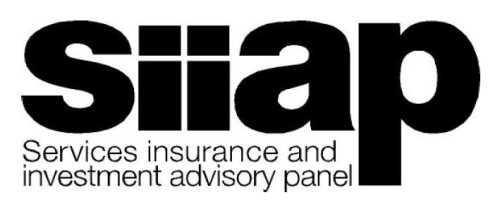 siiap
Services insurance and
investment advisory panel